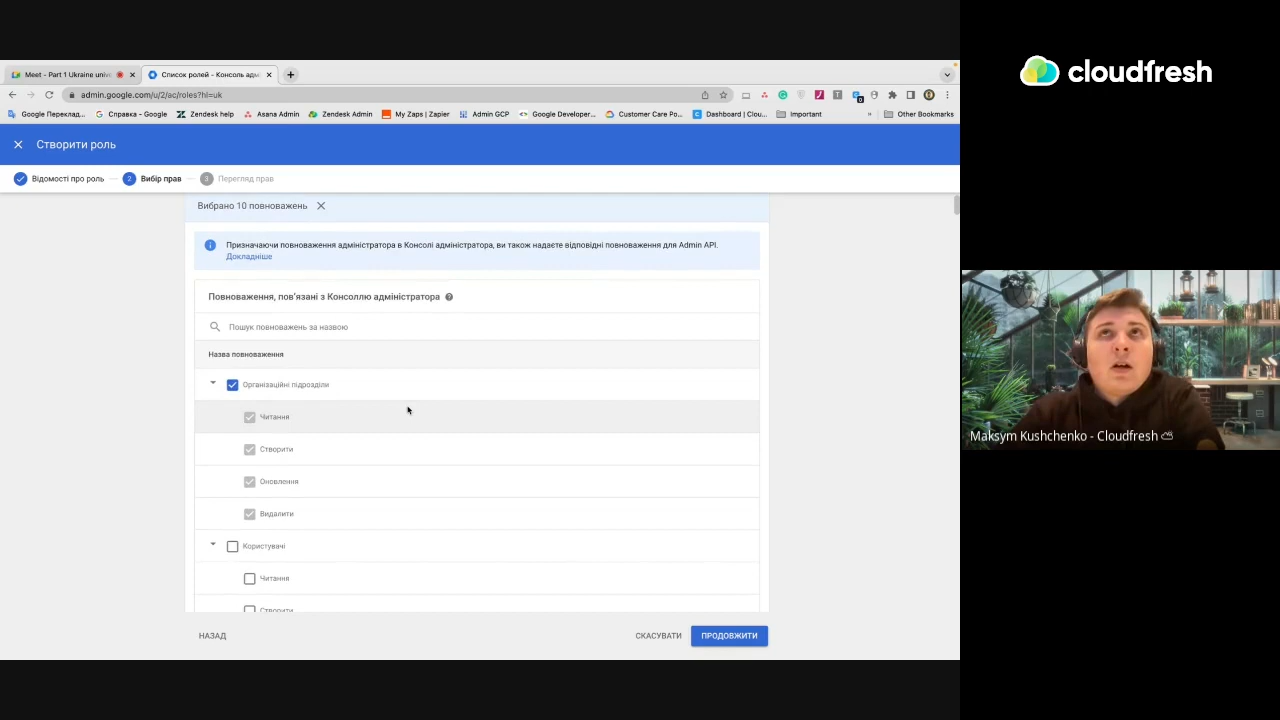 cloudfresh
Meet - Part 1 Ukraine unive
Список ролей - Консоль адмі
admin.google.com/u/2/ac/roles?hl=uk
Google Переклад...
Справка - Google
Zendesk help
Asana Admin
Zendesk Admin
My Zaps | Zapier
Admin GCP
Google Developer...
Customer Care Po...
Dashboard | Clou...
Important
»
Other Bookmarks
Створити роль
Відомості про роль
2 Вибір прав
3 Перегляд прав
Вибрано 10 повноважень
Призначаючи повноваження адміністратора в Консолі адміністратора, ви також надаєте відповідні повноваження для Admin API.
Докладніше
Повноваження, пов’язані з Консоллю адміністратора
Пошук повноважень за назвою
Назва повноваження
Організаційні підрозділи
Читання
Створити
Оновлення
Видалити
Користувачі
Читання
Створити
НАЗАД
СКАСУВАТИ
ПРОДОВЖИТИ
Maksym Kushchenko - Cloudfresh